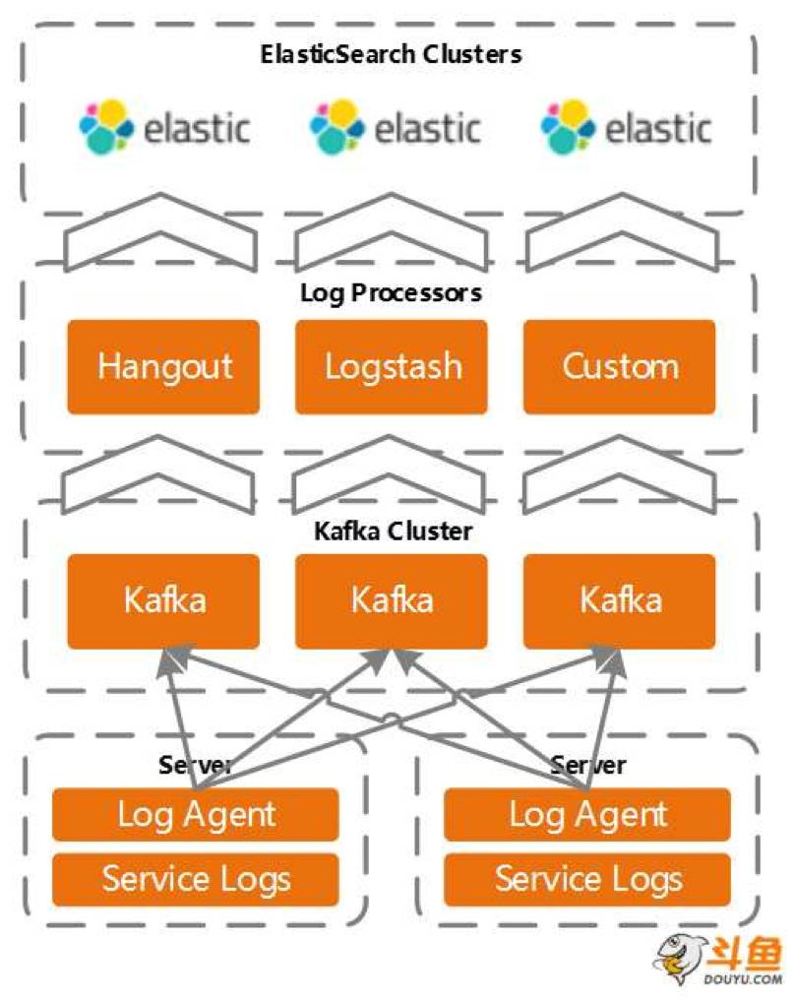 ElasticSearch Clusters
elastic elastic elastic
Log Processors
Hangout Logstash Custom
Kafka Cluster
Kafka Kafka Kafka
Server Server
Log Agent Log Agent
Service Logs Service Logs
斗鱼
DOUYU.COM